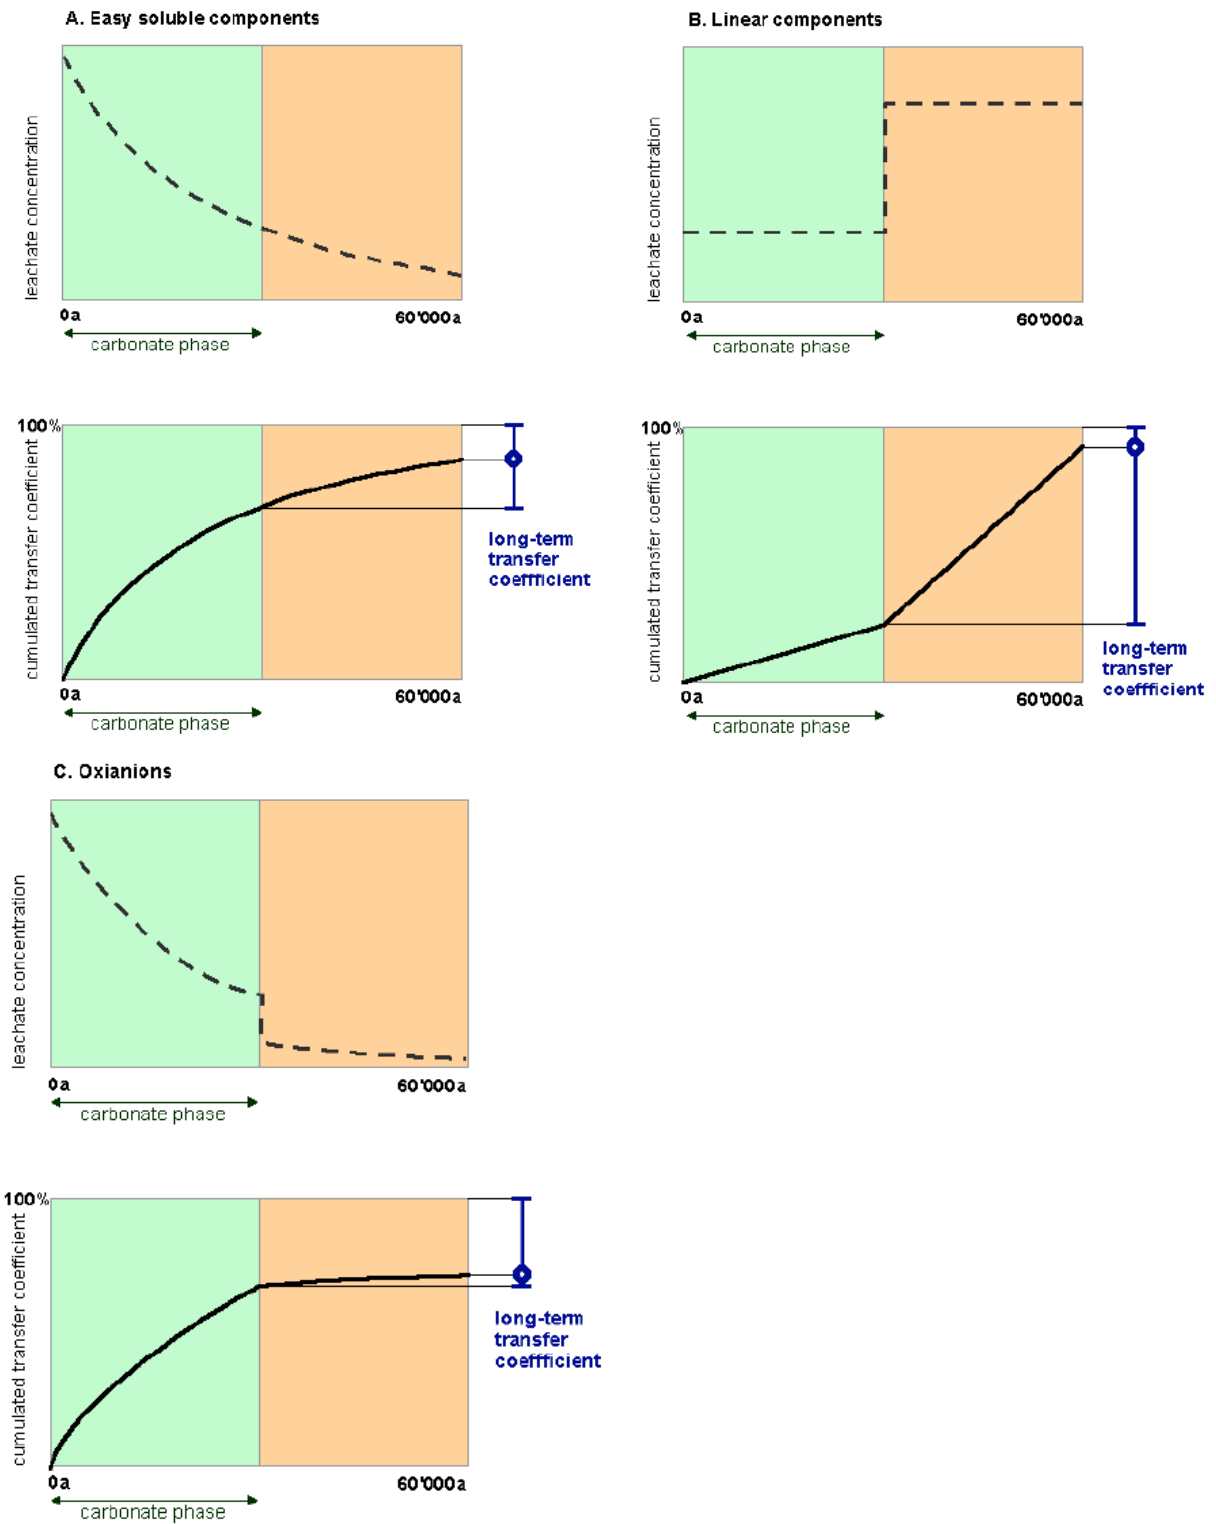 A. Easy soluble components
leachate concentration
0a
60'000a
carbonate phase
100%
cumulated transfer coefficient
long-term
transfer
coeffficient
0a
60'000a
carbonate phase
B. Linear components
leachate concentration
0a
60'000a
carbonate phase
100%
cumulated transfer coefficient
long-term
transfer
coeffficient
0a
60'000a
carbonate phase
C. Oxianions
leachate concentration
0a
60'000a
carbonate phase
100%
cumulated transfer coefficient
long-term
transfer
coeffficient
0a
60'000a
carbonate phase